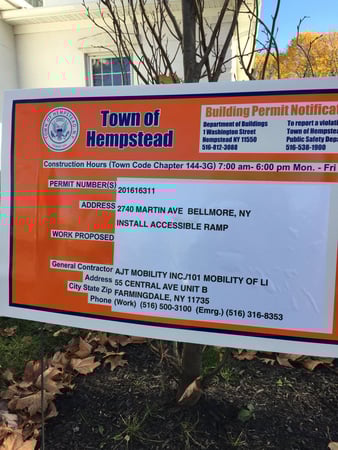 Town of
Hempstead
Building Permit Notificat
Department of Buildings
1 Washington Street
Hempstead NY 11550
516-812-3088
To report a violat
Town of Hempste
Public Safety Dep
516-538-1900
Construction Hours (Town Code Chapter 144-3G) 7:00 am- 6:00 pm Mon. - Fri
PERMIT NUMBER(S) 201616311
ADDRESS 2740 MARTIN AVE BELLMORE, NY
INSTALL ACCESSIBLE RAMP
WORK PROPOSED
General Contractor AJT MOBILITY INC./101 MOBILITY OF LI
Address 55 CENTRAL AVE UNIT B
City State Zip FARMINGDALE, NY 11735
Phone (Work) (516) 500-3100 (Emrg.) (516) 316-8353